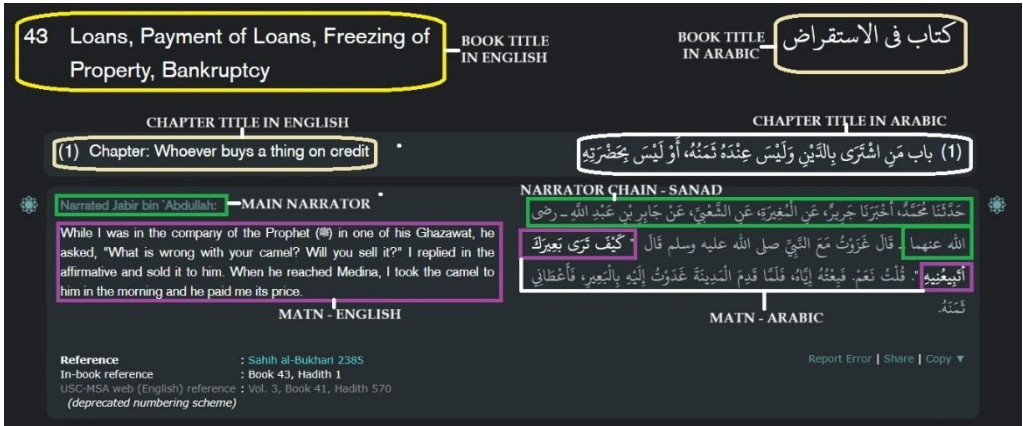 43 Loans, Payment of Loans, Freezing of
Property, Bankruptcy
BOOK TITLE
IN ENGLISH
BOOK TITLE
IN ARABIC
كتاب فى الاستقراض
CHAPTER TITLE IN ENGLISH
CHAPTER TITLE IN ARABIC
(1) Chapter: Whoever buys a thing on credit
(1) باب مَنِ اشْتَرَى بِالدَّيْنِ وَلَيْسَ عِنْدَهُ ثَمَنُهُ، أَوْ لَيْسَ بِحَضْرَتِهِ
NARRATOR CHAIN - SANAD
Narrated Jabir bin `Abdullah:
MAIN NARRATOR
While I was in the company of the Prophet (ﷺ) in one of his Ghazawat, he
asked, "What is wrong with your camel? Will you sell it?" I replied in the
affirmative and sold it to him. When he reached Medina, I took the camel to
him in the morning and he paid me its price.
MATN - ENGLISH
حَدَّثَنَا مُحَمَّدٌ، أَخْبَرَنَا جَرِيرٌ، عَنِ الْمُغِيرَةِ، عَنِ الشَّعْبِيِّ، عَنْ جَابِرِ بْنِ عَبْدِ اللَّهِ ـ رضى
الله عنهما ـ قَالَ غَزَوْتُ مَعَ النَّبِيِّ صلى الله عليه وسلم قَالَ " كَيْفَ تَرَى بَعِيرَكَ
أَتَبِيعُنِيهِ ". قُلْتُ نَعَمْ. فَبِعْتُهُ إِيَّاهُ، فَلَمَّا قَدِمَ الْمَدِينَةَ غَدَوْتُ إِلَيْهِ بِالْبَعِيرِ، فَأَعْطَانِي
ثَمَنَهُ.
MATN - ARABIC
Reference : Sahih al-Bukhari 2385
In-book reference : Book 43, Hadith 1
USC-MSA web (English) reference : Vol. 3, Book 41, Hadith 570
(deprecated numbering scheme)
Report Error | Share | Copy ▼